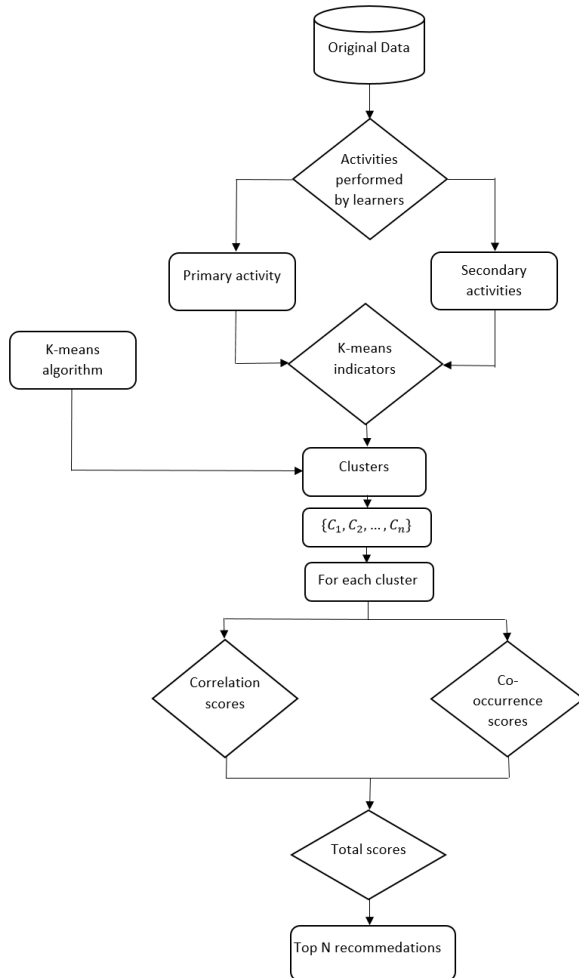 Original Data
Activities
performed
by learners
Primary activity
Secondary
activities
K-means
algorithm
K-means
indicators
Clusters
{C₁, C₂, ..., Cₙ}
For each cluster
Correlation
scores
Co-
occurrence
scores
Total scores
Top N recommedations